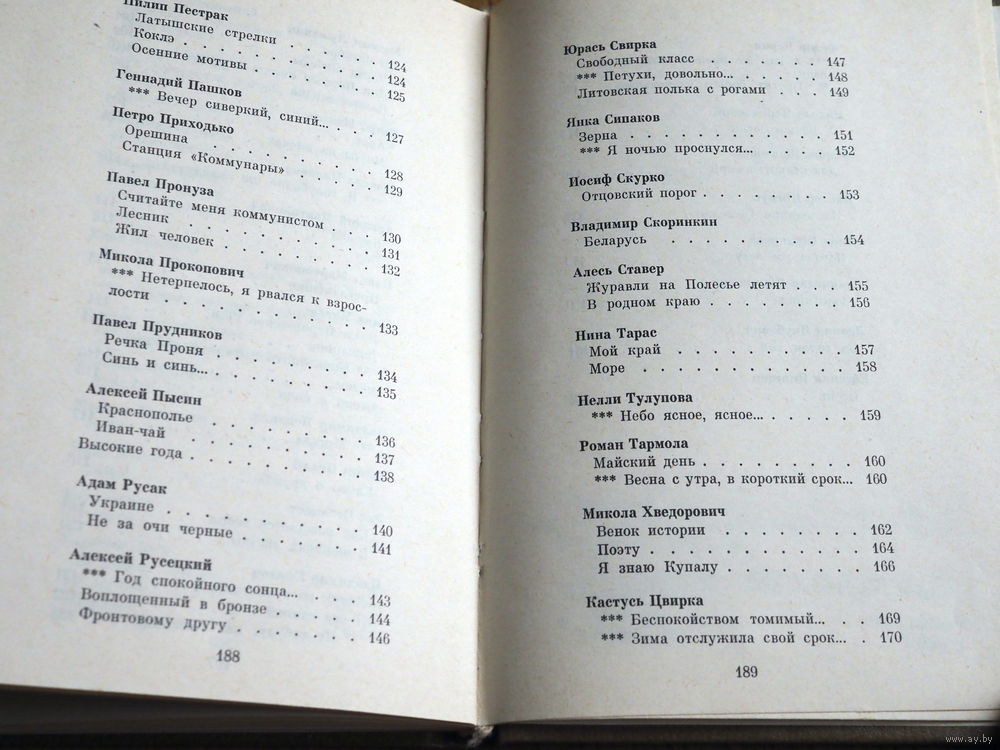 Пилип Пестрак
Латышские стрелки . . . . . . 124
Коклэ . . . . . . . . . . 124
Осенние мотивы . . . . . . . 125
Геннадий Пашков
*** Вечер сиверкий, синий... . . . 127
Петро Приходько
Орешина . . . . . . . . . 128
Станция «Коммунары» . . . . . 129
Павел Пронуза
Считайте меня коммунистом . . . 130
Лесник . . . . . . . . . . 131
Жил человек . . . . . . . . 132
Микола Прокопович
*** Нетерпелось, я рвался к взрос-
лости . . . . . . . . . . 133
Павел Прудников
Речка Проня . . . . . . . . 134
Синь и синь... . . . . . . . . 135
Алексей Пысин
Краснополье . . . . . . . . 136
Иван-чай . . . . . . . . . 137
Высокие года . . . . . . . . 138
Адам Русак
Украине . . . . . . . . . 140
Не за очи черные . . . . . . 141
Алексей Русецкий
*** Год спокойного сонца... . . . 143
Воплощенный в бронзе . . . . . 144
Фронтовому другу . . . . . . 146
188
Юрась Свирка
Свободный класс . . . . . . 147
*** Петухи, довольно... . . . . 148
Литовская полька с рогами . . . 149
Янка Сипаков
Зерна . . . . . . . . . . 151
*** Я ночью проснулся... . . . . 152
Иосиф Скурко
Отцовский порог . . . . . . . 153
Владимир Скоринкин
Беларусь . . . . . . . . . 154
Алесь Ставер
Журавли на Полесье летят . . . 155
В родном краю . . . . . . . 156
Нина Тарас
Мой край . . . . . . . . . 157
Море . . . . . . . . . . 158
Нелли Тулупова
*** Небо ясное, ясное... . . . . 159
Роман Тармола
Майский день . . . . . . . . 160
*** Весна с утра, в короткий срок... 160
Микола Хведорович
Венок истории . . . . . . . 162
Поэту . . . . . . . . . . 164
Я знаю Купалу . . . . . . . 166
Кастусь Цвирка
*** Беспокойством томимый... . . 169
*** Зима отслужила свой срок... . 170
189
www.ay.by